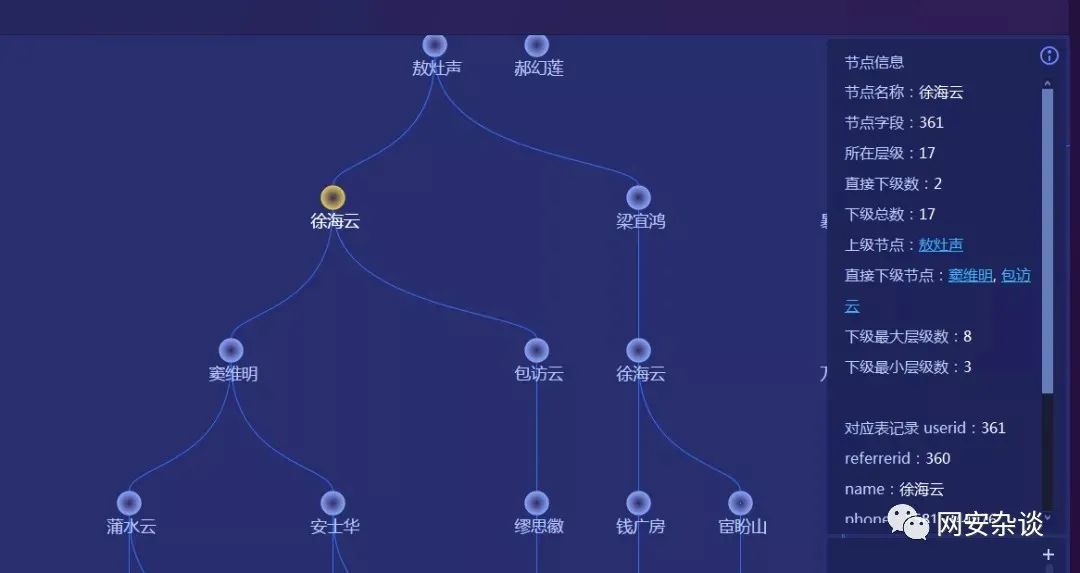 敖灶声
郝幻莲
徐海云
梁宜鸿
窦维明
包访云
徐海云
蒲水云
安士华
缪思徽
钱广房
宦盼山
节点信息
节点名称：徐海云
节点字段：361
所在层级：17
直接下级数：2
下级总数：17
上级节点：敖灶声
直接下级节点：窦维明, 包访
云
下级最大层级数：8
下级最小层级数：3
对应表记录 userid：361
referrerid：360
name：徐海云
phone
网安杂谈